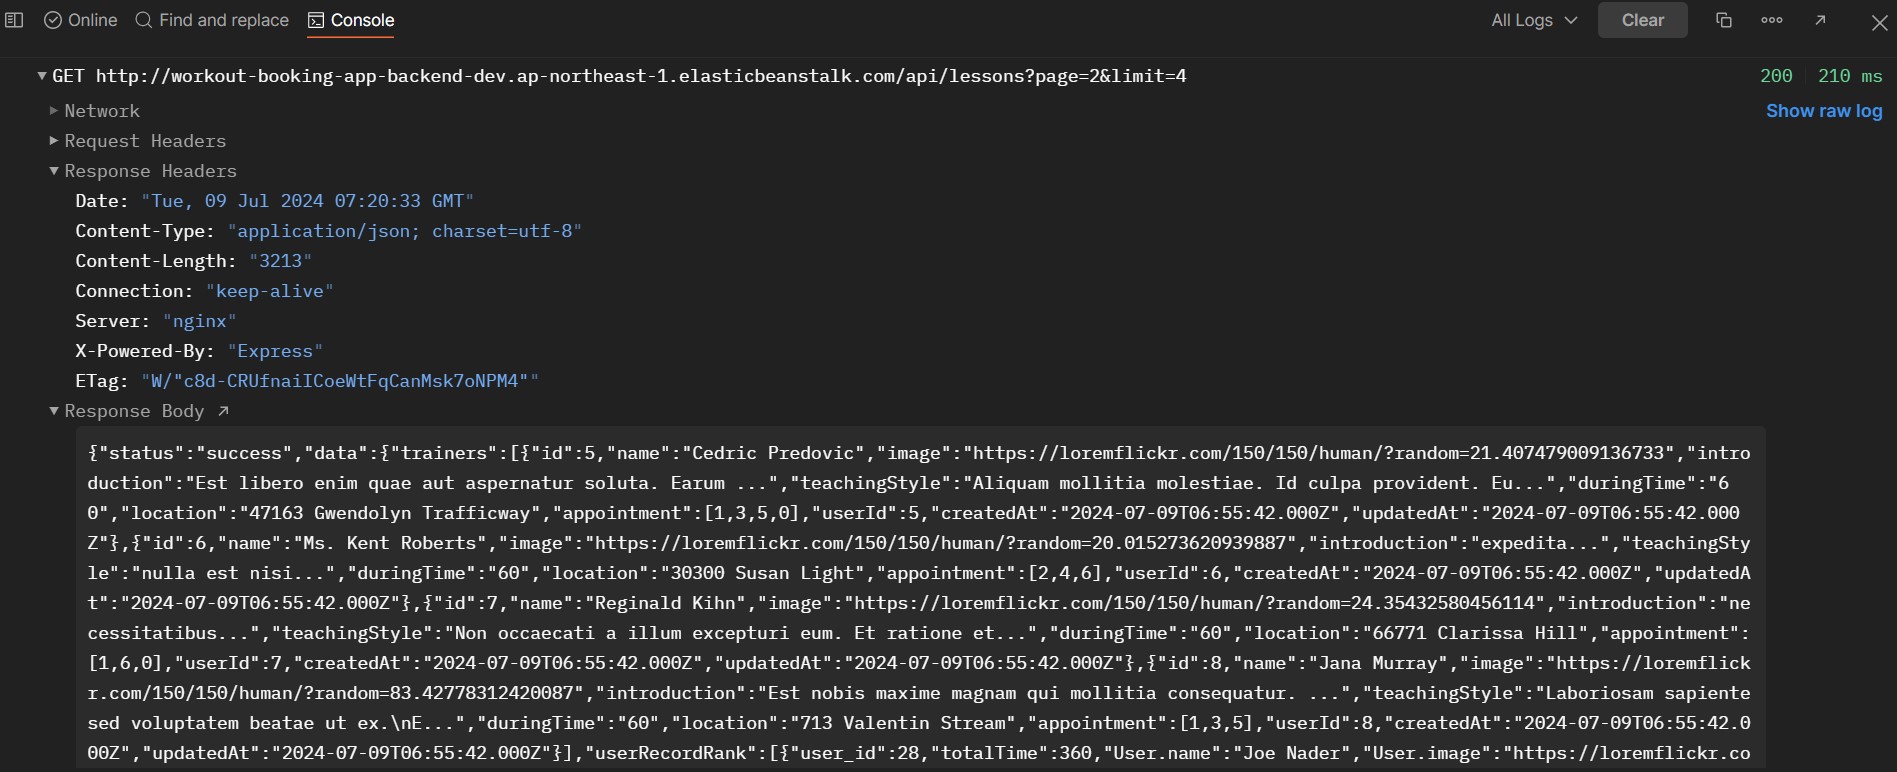 Online Find and replace Console All Logs Clear
GET http://workout-booking-app-backend-dev.ap-northeast-1.elasticbeanstalk.com/api/lessons?page=2&limit=4 200 210 ms
Network Show raw log
Request Headers
Response Headers
Date: "Tue, 09 Jul 2024 07:20:33 GMT"
Content-Type: "application/json; charset=utf-8"
Content-Length: "3213"
Connection: "keep-alive"
Server: "nginx"
X-Powered-By: "Express"
ETag: "W/"c8d-CRUfnaiICoeWtFqCanMsk7oNPM4""
Response Body
{"status":"success","data":{"trainers":[{"id":5,"name":"Cedric Predovic","image":"https://loremflickr.com/150/150/human/?random=21.407479009136733","intro
duction":"Est libero enim quae aut aspernatur soluta. Earum ...","teachingStyle":"Aliquam mollitia molestiae. Id culpa provident. Eu...","duringTime":"6
0","location":"47163 Gwendolyn Trafficway","appointment":[1,3,5,0],"userId":5,"createdAt":"2024-07-09T06:55:42.000Z","updatedAt":"2024-07-09T06:55:42.000
Z"},{"id":6,"name":"Ms. Kent Roberts","image":"https://loremflickr.com/150/150/human/?random=20.015273620939887","introduction":"expedita...","teachingSty
le":"nulla est nisi...","duringTime":"60","location":"30300 Susan Light","appointment":[2,4,6],"userId":6,"createdAt":"2024-07-09T06:55:42.000Z","updatedA
t":"2024-07-09T06:55:42.000Z"},{"id":7,"name":"Reginald Kihn","image":"https://loremflickr.com/150/150/human/?random=24.35432580456114","introduction":"ne
cessitatibus...","teachingStyle":"Non occaecati a illum excepturi eum. Et ratione et...","duringTime":"60","location":"66771 Clarissa Hill","appointment":
[1,6,0],"userId":7,"createdAt":"2024-07-09T06:55:42.000Z","updatedAt":"2024-07-09T06:55:42.000Z"},{"id":8,"name":"Jana Murray","image":"https://loremflick
r.com/150/150/human/?random=83.42778312420087","introduction":"Est nobis maxime magnam qui mollitia consequatur. ...","teachingStyle":"Laboriosam sapiente
sed voluptatem beatae ut ex.\nE...","duringTime":"60","location":"713 Valentin Stream","appointment":[1,3,5],"userId":8,"createdAt":"2024-07-09T06:55:42.0
00Z","updatedAt":"2024-07-09T06:55:42.000Z"}],"userRecordRank":[{"user_id":28,"totalTime":360,"User.name":"Joe Nader","User.image":"https://loremflickr.co